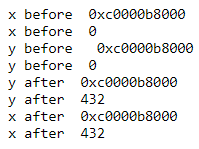 x before  0xc0000b8000
x before  0
y before   0xc0000b8000
y before  0
y after  0xc0000b8000
y after  432
x after  0xc0000b8000
x after  432